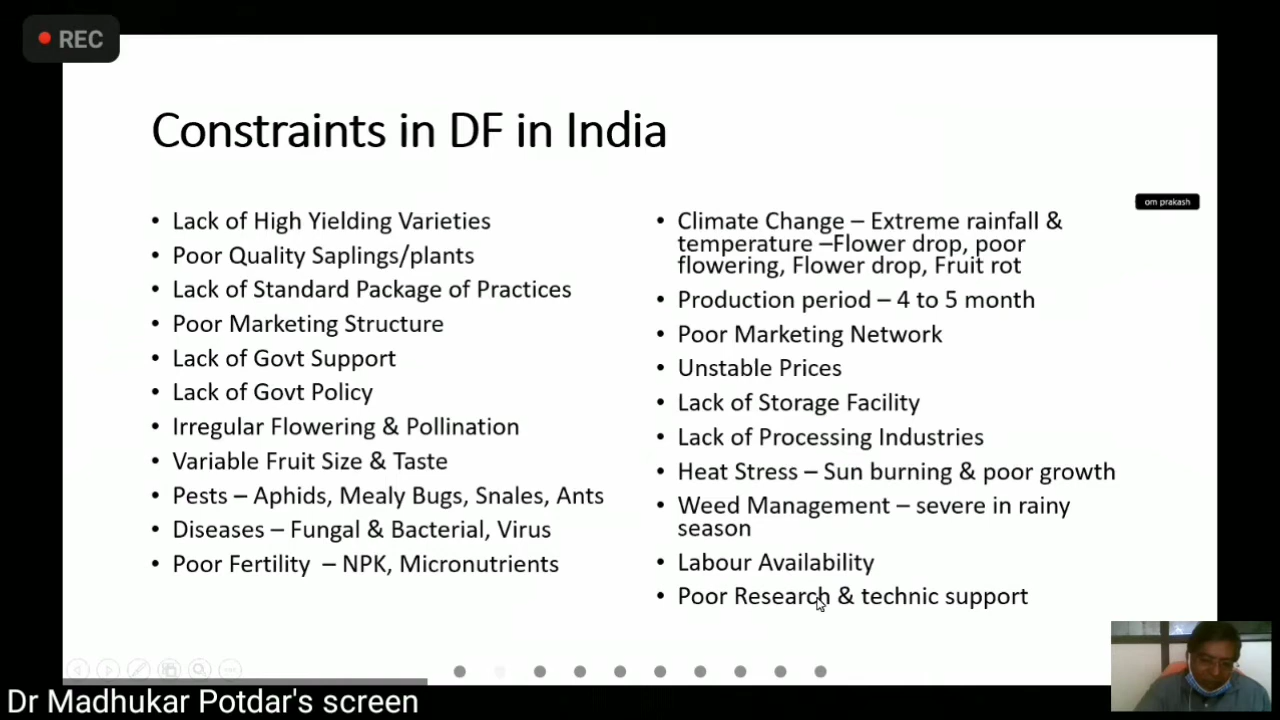 REC
Constraints in DF in India
• Lack of High Yielding Varieties
• Poor Quality Saplings/plants
• Lack of Standard Package of Practices
• Poor Marketing Structure
• Lack of Govt Support
• Lack of Govt Policy
• Irregular Flowering & Pollination
• Variable Fruit Size & Taste
• Pests – Aphids, Mealy Bugs, Snales, Ants
• Diseases – Fungal & Bacterial, Virus
• Poor Fertility – NPK, Micronutrients
om prakash
• Climate Change – Extreme rainfall &
temperature –Flower drop, poor
flowering, Flower drop, Fruit rot
• Production period – 4 to 5 month
• Poor Marketing Network
• Unstable Prices
• Lack of Storage Facility
• Lack of Processing Industries
• Heat Stress – Sun burning & poor growth
• Weed Management – severe in rainy
season
• Labour Availability
• Poor Research & technic support
Dr Madhukar Potdar's screen